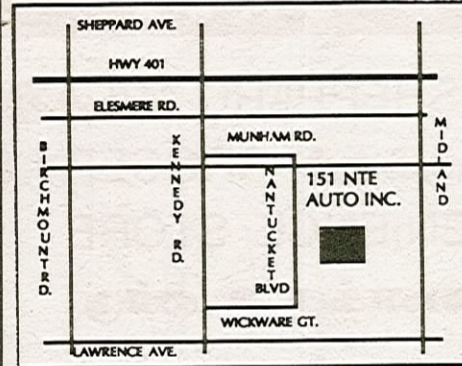 SHEPPARD AVE.
HWY 401
ELESMERE RD.
MUNHAM RD.
BIRCHMOUNT RD.
KENNEDY RD.
NANTUCKET BLVD
151 NTE
AUTO INC.
MIDLAND
WICKWARE GT.
LAWRENCE AVE.